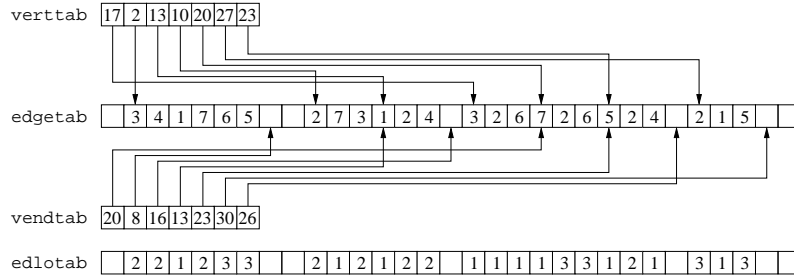 verttab 17 2 13 10 20 27 23
edgetab 3 4 1 7 6 5 2 7 3 1 2 4 3 2 6 7 2 6 5 2 4 2 1 5
vendtab 20 8 16 13 23 30 26
edlotab 2 2 1 2 3 3 2 1 2 1 2 2 1 1 1 1 3 3 1 2 1 3 1 3